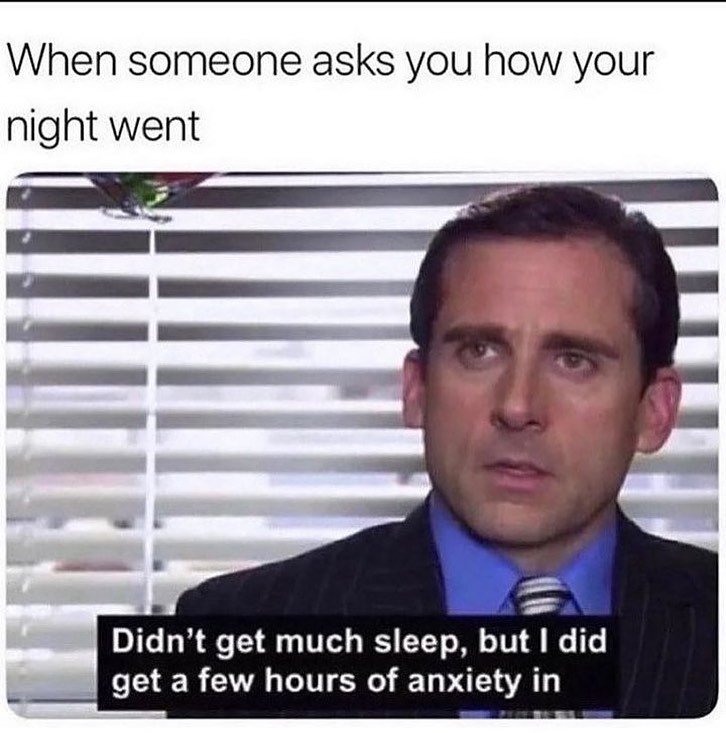 When someone asks you how your
night went
Didn't get much sleep, but I did
get a few hours of anxiety in